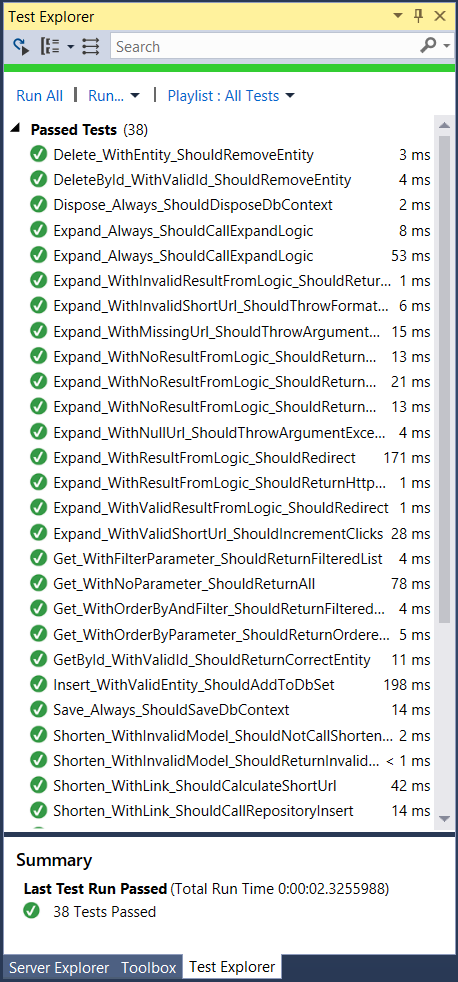 Test Explorer
Search
Run All | Run... | Playlist : All Tests
Passed Tests (38)
Delete_WithEntity_ShouldRemoveEntity 3 ms
DeleteById_WithValidId_ShouldRemoveEntity 4 ms
Dispose_Always_ShouldDisposeDbContext 2 ms
Expand_Always_ShouldCallExpandLogic 8 ms
Expand_Always_ShouldCallExpandLogic 53 ms
Expand_WithInvalidResultFromLogic_ShouldRetur... 1 ms
Expand_WithInvalidShortUrl_ShouldThrowFormat... 6 ms
Expand_WithMissingUrl_ShouldThrowArgument... 15 ms
Expand_WithNoResultFromLogic_ShouldReturn... 13 ms
Expand_WithNoResultFromLogic_ShouldReturn... 21 ms
Expand_WithNoResultFromLogic_ShouldReturn... 13 ms
Expand_WithNullUrl_ShouldThrowArgumentExce... 4 ms
Expand_WithResultFromLogic_ShouldRedirect 171 ms
Expand_WithResultFromLogic_ShouldReturnHttp... 1 ms
Expand_WithValidResultFromLogic_ShouldRedirect 1 ms
Expand_WithValidShortUrl_ShouldIncrementClicks 28 ms
Get_WithFilterParameter_ShouldReturnFilteredList 4 ms
Get_WithNoParameter_ShouldReturnAll 78 ms
Get_WithOrderByAndFilter_ShouldReturnFiltered... 4 ms
Get_WithOrderByParameter_ShouldReturnOrdere... 5 ms
GetById_WithValidId_ShouldReturnCorrectEntity 11 ms
Insert_WithValidEntity_ShouldAddToDbSet 198 ms
Save_Always_ShouldSaveDbContext 14 ms
Shorten_WithInvalidModel_ShouldNotCallShorten... 2 ms
Shorten_WithInvalidModel_ShouldReturnInvalid... < 1 ms
Shorten_WithLink_ShouldCalculateShortUrl 42 ms
Shorten_WithLink_ShouldCallRepositoryInsert 14 ms
Summary
Last Test Run Passed (Total Run Time 0:00:02.3255988)
38 Tests Passed
Server Explorer Toolbox Test Explorer